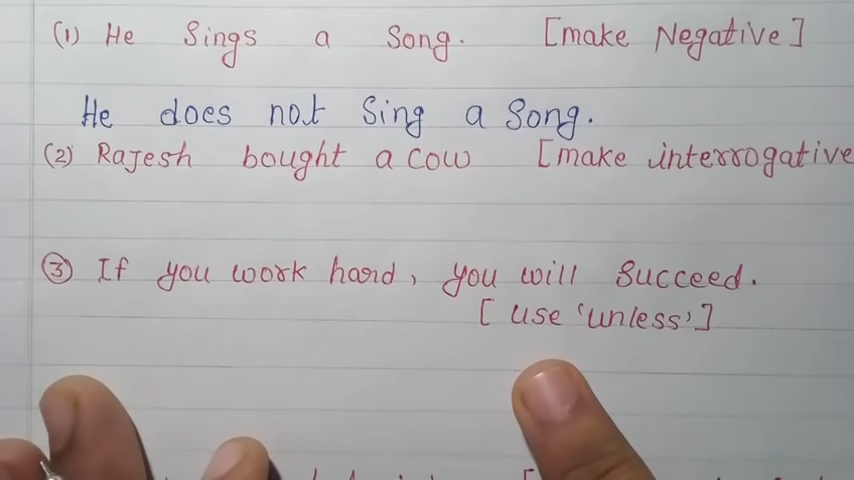 (1) He Sings a Song. [make Negative]
He does not Sing a Song.
(2) Rajesh bought a cow [make interrogative
③ If you work hard, you will Succeed.
[ use 'unless']